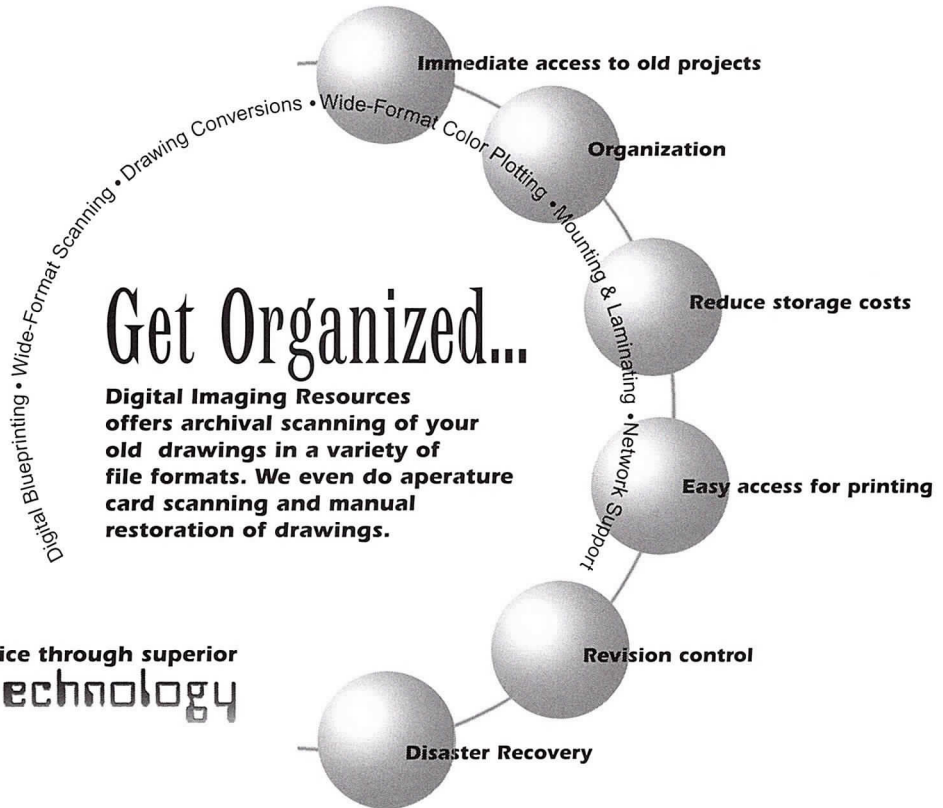 Immediate access to old projects
Organization
Reduce storage costs
Easy access for printing
Revision control
Disaster Recovery
Digital Blueprinting • Wide-Format Scanning • Drawing Conversions • Wide-Format Color Plotting • Mounting & Laminating • Network Support
Get Organized...
Digital Imaging Resources
offers archival scanning of your
old drawings in a variety of
file formats. We even do aperature
card scanning and manual
restoration of drawings.
ice through superior
echnology